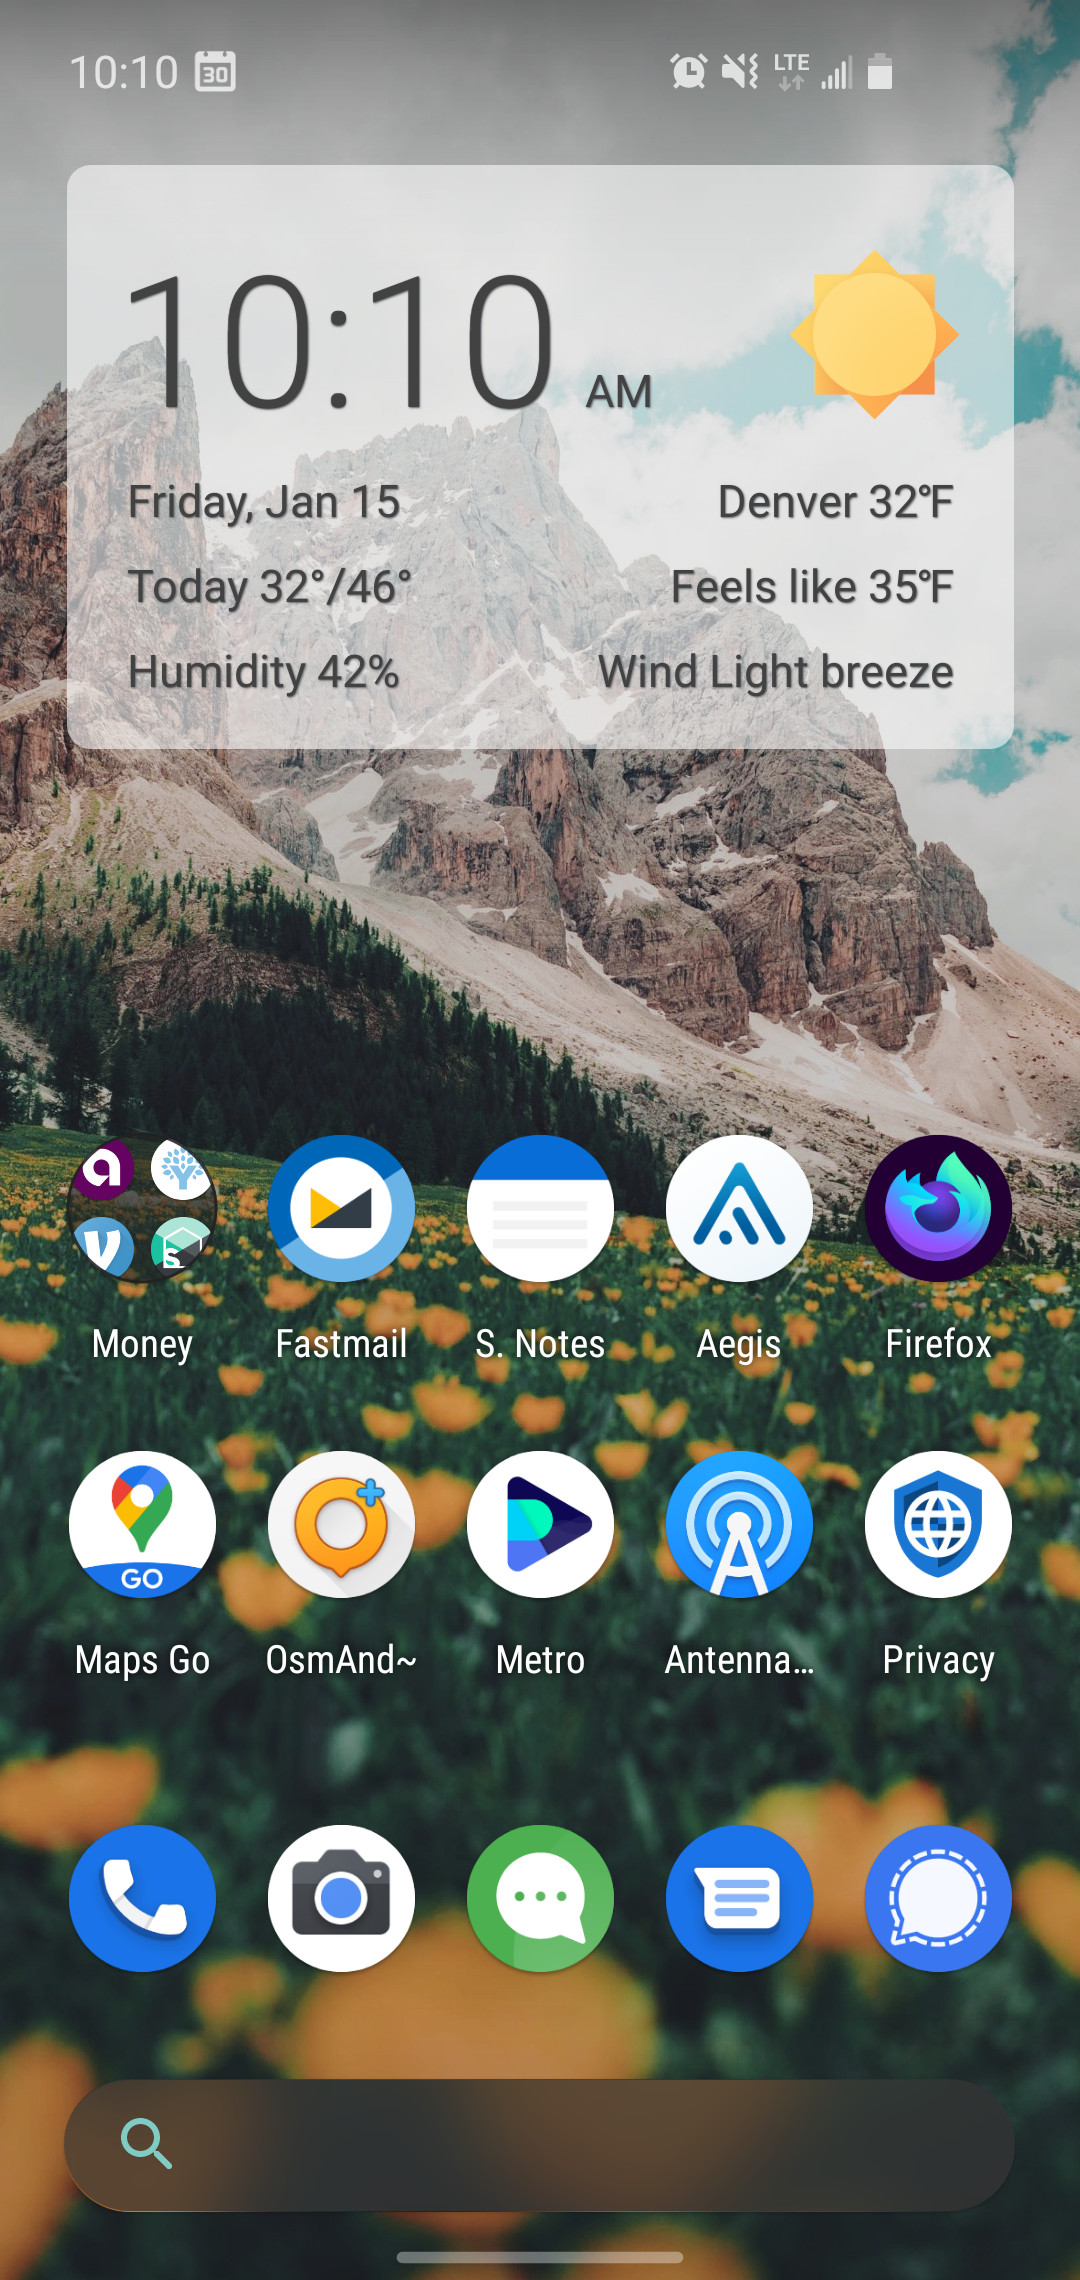 10:10 30 LTE
10:10 AM
Friday, Jan 15 Denver 32°F
Today 32°/46° Feels like 35°F
Humidity 42% Wind Light breeze
Money Fastmail S. Notes Aegis Firefox
GO
Maps Go OsmAnd~ Metro Antenna… Privacy